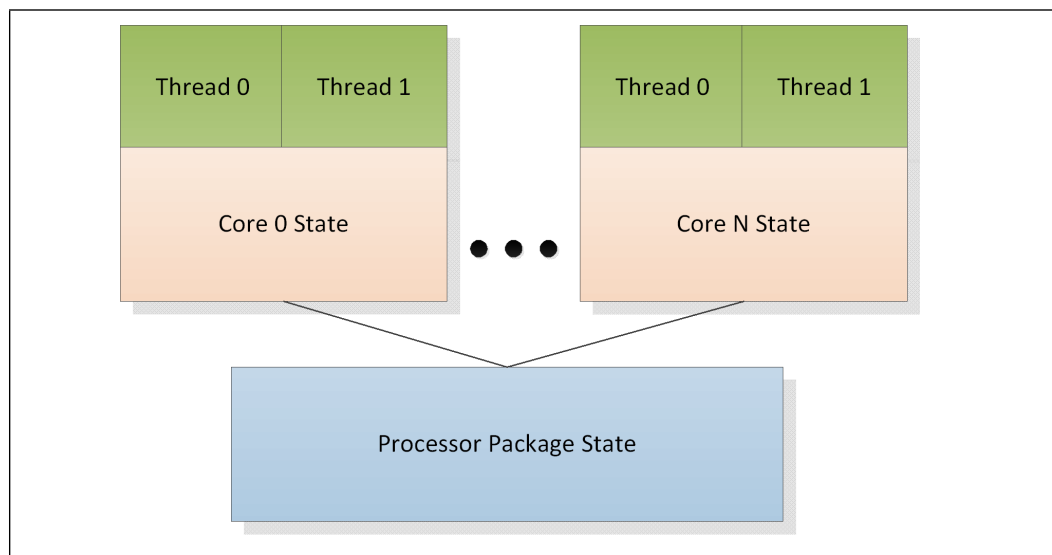 Thread 0
Thread 1
Thread 0
Thread 1
Core 0 State
Core N State
Processor Package State